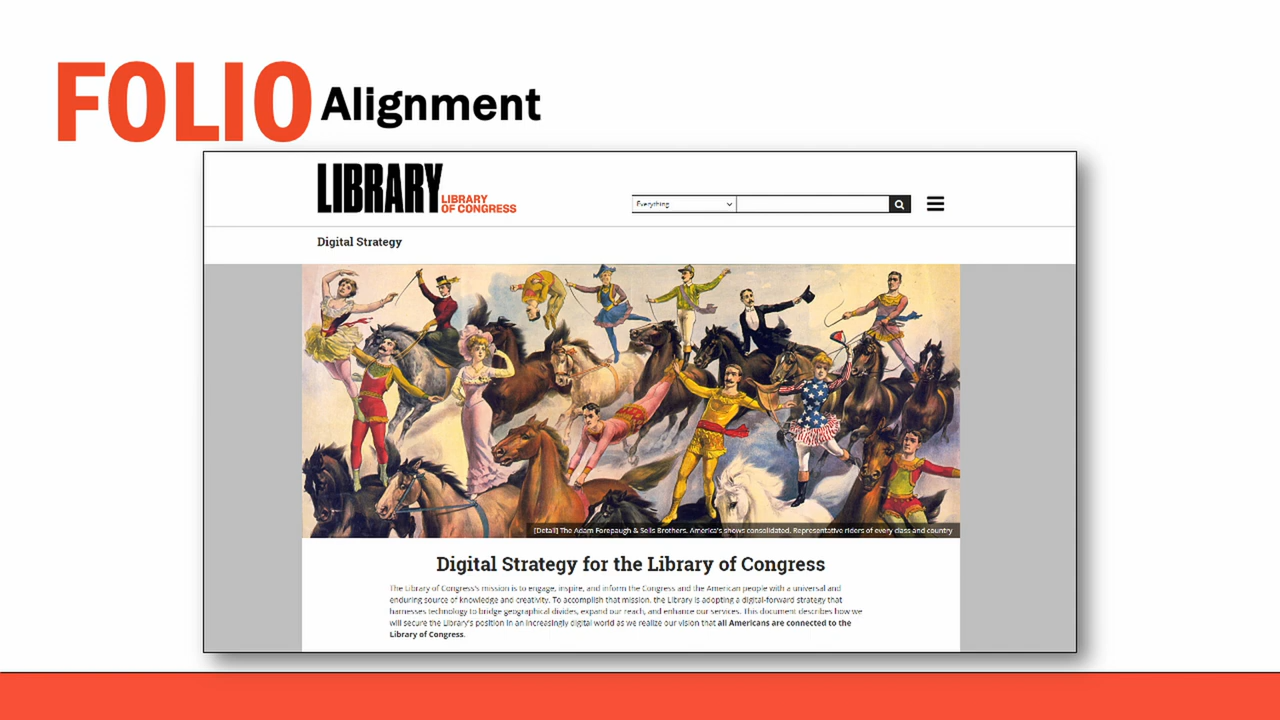 FOLIO Alignment
LIBRARY
LIBRARY
OF CONGRESS
Everything
Digital Strategy
[Detail] The Adam Forepaugh & Sells Brothers. America's shows consolidated. Representative riders of every class and country
Digital Strategy for the Library of Congress
The Library of Congress's mission is to engage, inspire, and inform the Congress and the American people with a universal and
enduring source of knowledge and creativity. To accomplish that mission, the Library is adopting a digital-forward strategy that
harnesses technology to bridge geographical divides, expand our reach, and enhance our services. This document describes how we
will secure the Library's position in an increasingly digital world as we realize our vision that all Americans are connected to the
Library of Congress.